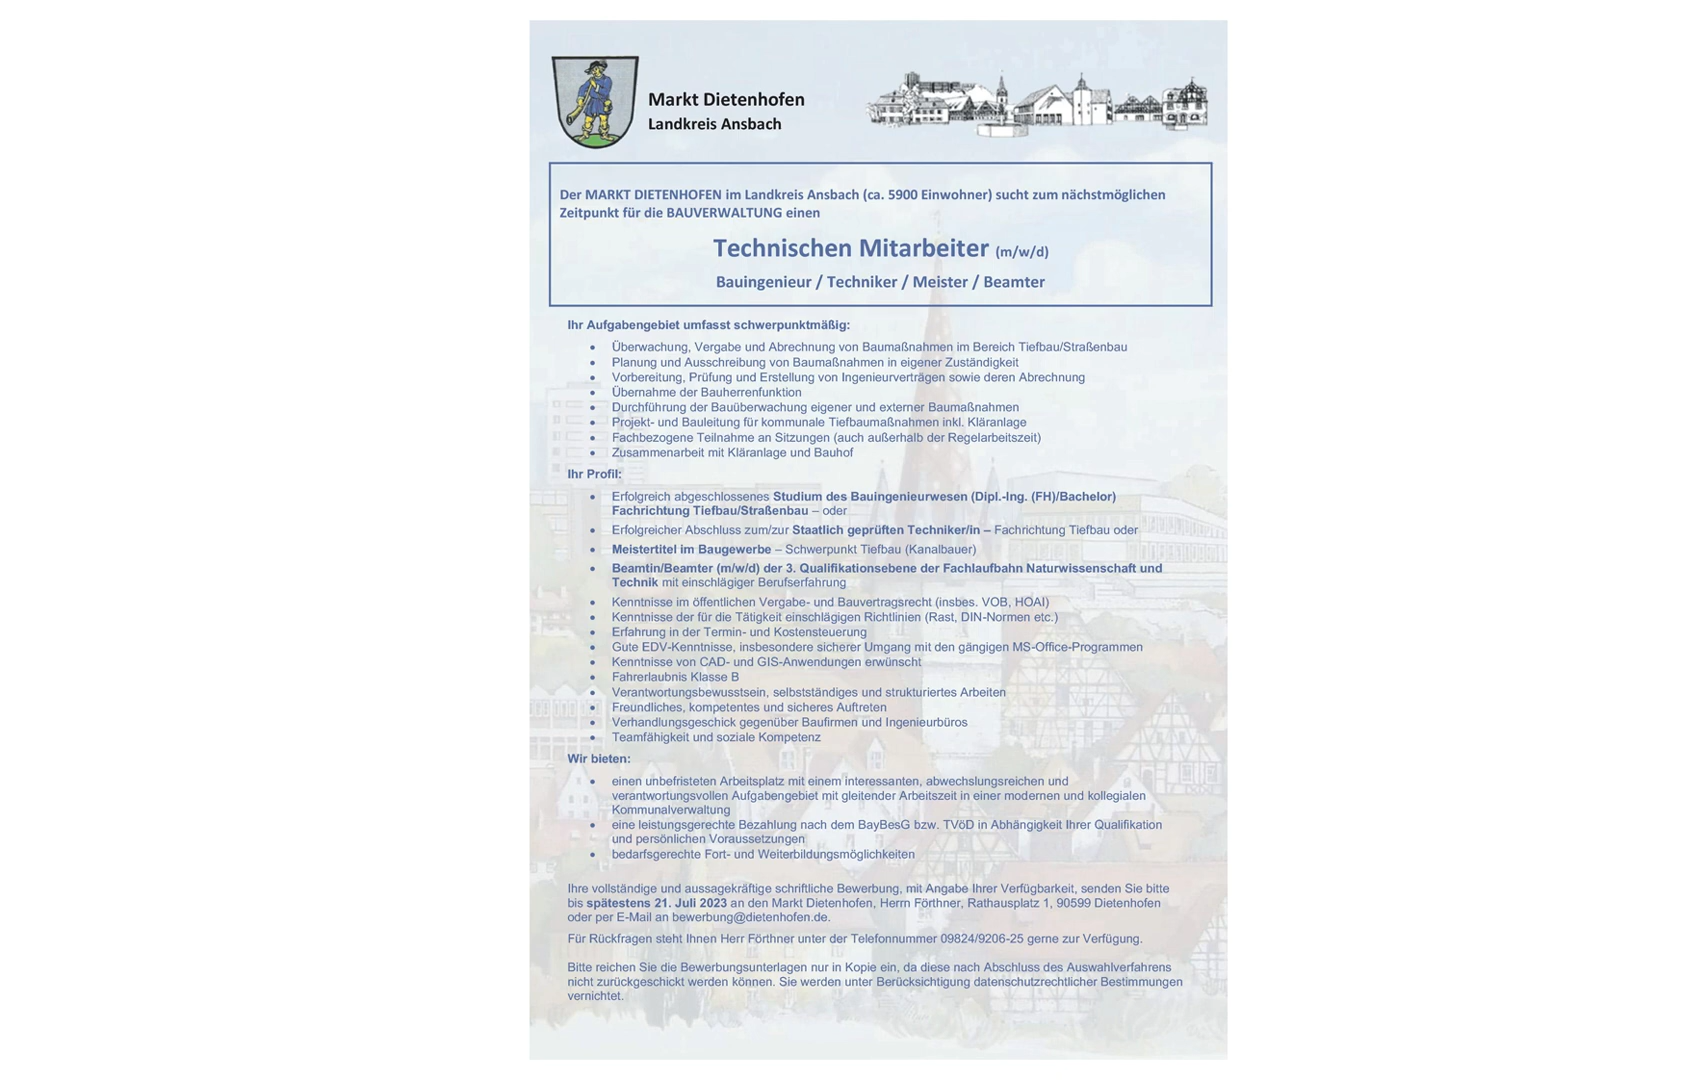 Markt Dietenhofen
Landkreis Ansbach
Der MARKT DIETENHOFEN im Landkreis Ansbach (ca. 5900 Einwohner) sucht zum nächstmöglichen
Zeitpunkt für die BAUVERWALTUNG einen
Technischen Mitarbeiter (m/w/d)
Bauingenieur / Techniker / Meister / Beamter
Ihr Aufgabengebiet umfasst schwerpunktmäßig:
• Überwachung, Vergabe und Abrechnung von Baumaßnahmen im Bereich Tiefbau/Straßenbau
• Planung und Ausschreibung von Baumaßnahmen in eigener Zuständigkeit
• Vorbereitung, Prüfung und Erstellung von Ingenieurverträgen sowie deren Abrechnung
• Übernahme der Bauherrenfunktion
• Durchführung der Bauüberwachung eigener und externer Baumaßnahmen
• Projekt- und Bauleitung für kommunale Tiefbaumaßnahmen inkl. Kläranlage
• Fachbezogene Teilnahme an Sitzungen (auch außerhalb der Regelarbeitszeit)
• Zusammenarbeit mit Kläranlage und Bauhof
Ihr Profil:
• Erfolgreich abgeschlossenes Studium des Bauingenieurwesen (Dipl.-Ing. (FH)/Bachelor)
Fachrichtung Tiefbau/Straßenbau – oder
• Erfolgreicher Abschluss zum/zur Staatlich geprüften Techniker/in – Fachrichtung Tiefbau oder
• Meistertitel im Baugewerbe – Schwerpunkt Tiefbau (Kanalbauer)
• Beamtin/Beamter (m/w/d) der 3. Qualifikationsebene der Fachlaufbahn Naturwissenschaft und
Technik mit einschlägiger Berufserfahrung
• Kenntnisse im öffentlichen Vergabe- und Bauvertragsrecht (insbes. VOB, HOAI)
• Kenntnisse der für die Tätigkeit einschlägigen Richtlinien (Rast, DIN-Normen etc.)
• Erfahrung in der Termin- und Kostensteuerung
• Gute EDV-Kenntnisse, insbesondere sicherer Umgang mit den gängigen MS-Office-Programmen
• Kenntnisse von CAD- und GIS-Anwendungen erwünscht
• Fahrerlaubnis Klasse B
• Verantwortungsbewusstsein, selbstständiges und strukturiertes Arbeiten
• Freundliches, kompetentes und sicheres Auftreten
• Verhandlungsgeschick gegenüber Baufirmen und Ingenieurbüros
• Teamfähigkeit und soziale Kompetenz
Wir bieten:
• einen unbefristeten Arbeitsplatz mit einem interessanten, abwechslungsreichen und
verantwortungsvollen Aufgabengebiet mit gleitender Arbeitszeit in einer modernen und kollegialen
Kommunalverwaltung
• eine leistungsgerechte Bezahlung nach dem BayBesG bzw. TVöD in Abhängigkeit Ihrer Qualifikation
und persönlichen Voraussetzungen
• bedarfsgerechte Fort- und Weiterbildungsmöglichkeiten
Ihre vollständige und aussagekräftige schriftliche Bewerbung, mit Angabe Ihrer Verfügbarkeit, senden Sie bitte
bis spätestens 21. Juli 2023 an den Markt Dietenhofen, Herrn Förthner, Rathausplatz 1, 90599 Dietenhofen
oder per E-Mail an bewerbung@dietenhofen.de.
Für Rückfragen steht Ihnen Herr Förthner unter der Telefonnummer 09824/9206-25 gerne zur Verfügung.
Bitte reichen Sie die Bewerbungsunterlagen nur in Kopie ein, da diese nach Abschluss des Auswahlverfahrens
nicht zurückgeschickt werden können. Sie werden unter Berücksichtigung datenschutzrechtlicher Bestimmungen
vernichtet.